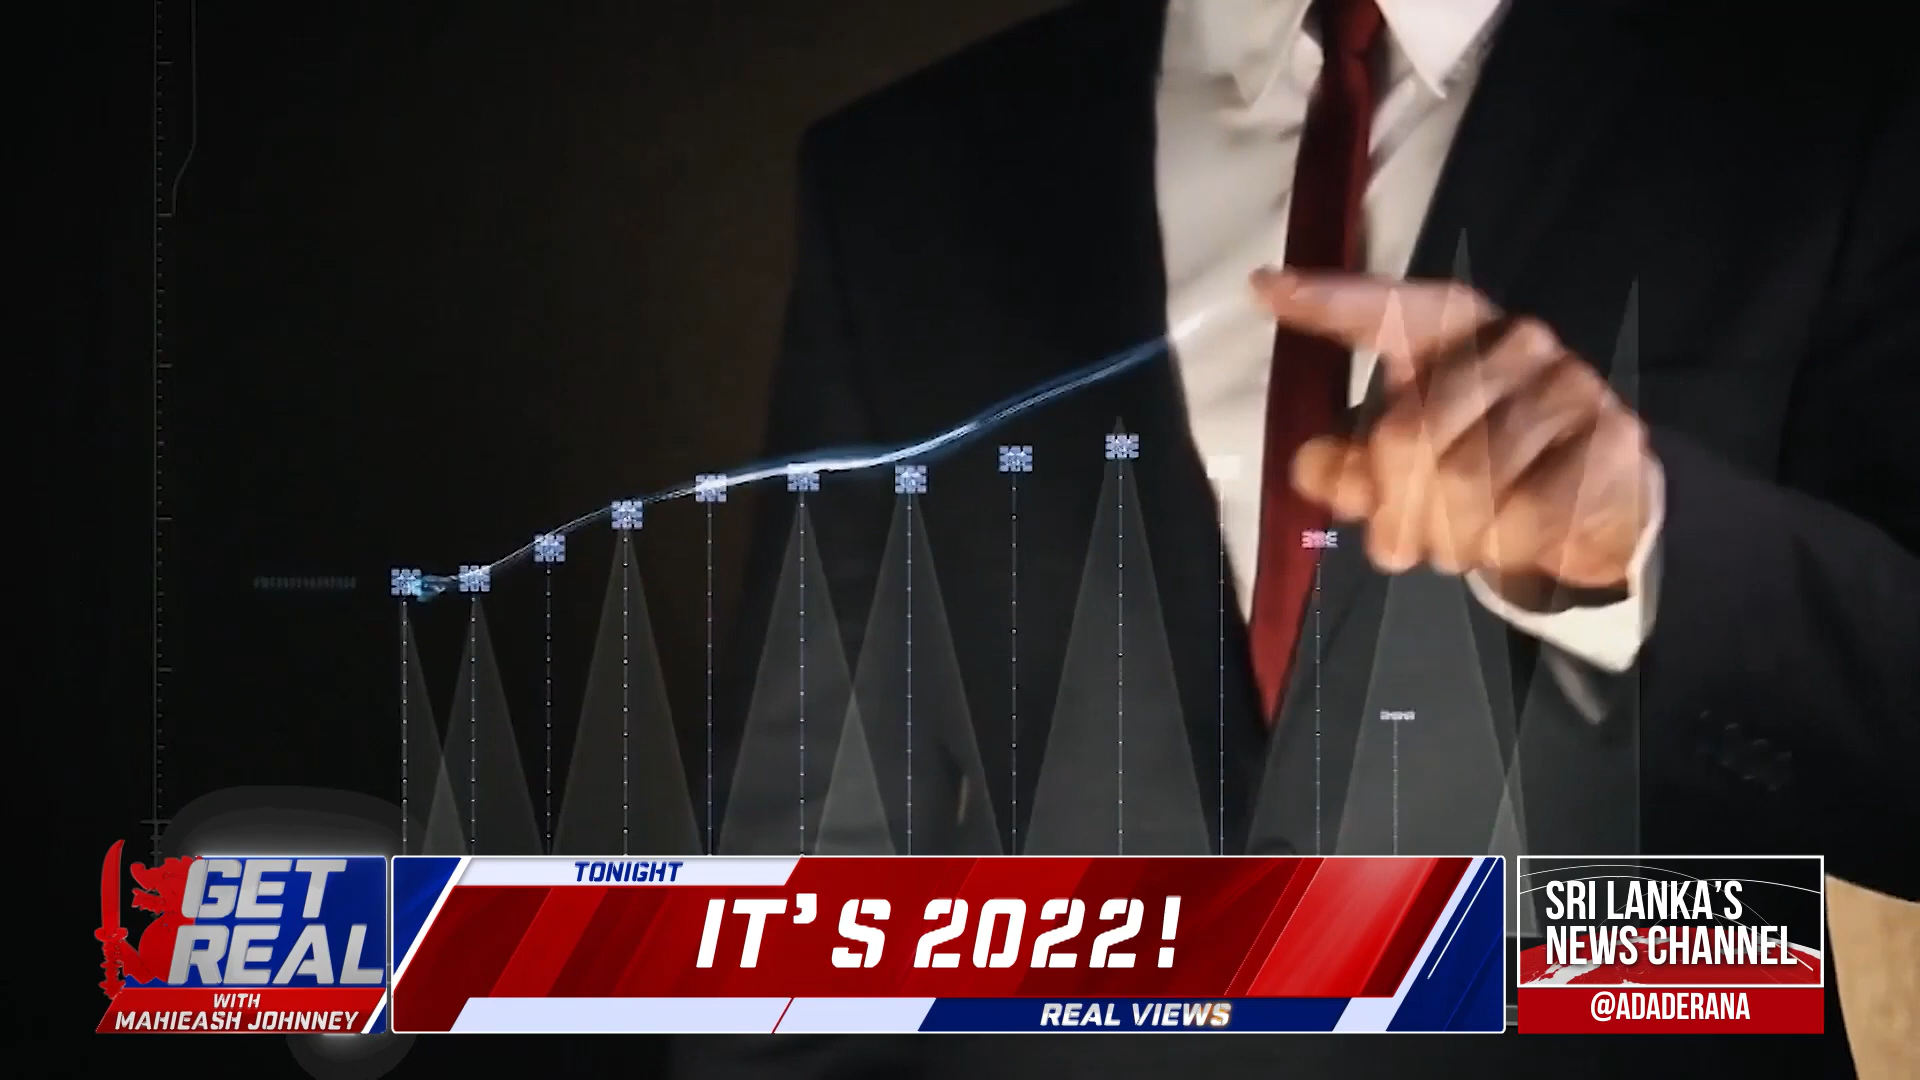 GET
REAL
WITH
MAHIEASH JOHNNEY
TONIGHT
IT'S 2022!
REAL VIEWS
SRI LANKA'S
NEWS CHANNEL
@ADADERANA